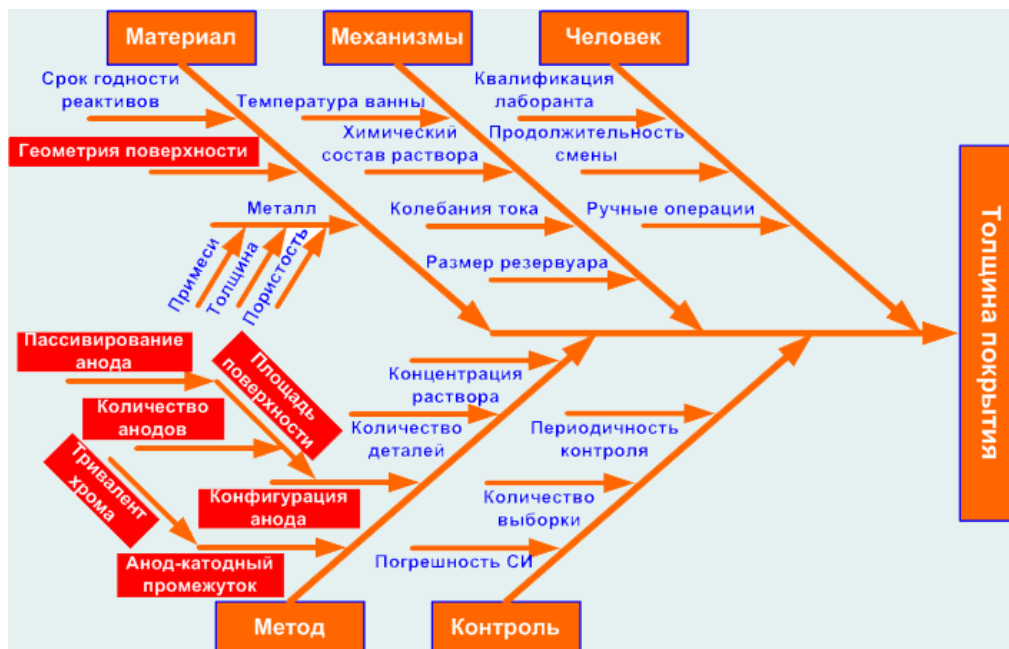 Материал
Механизмы
Человек
Срок годности
реактивов
Геометрия поверхности
Металл
Примеси
Толщина
Пористость
Температура ванны
Химический
состав раствора
Колебания тока
Размер резервуара
Квалификация
лаборанта
Продолжительность
смены
Ручные операции
Толщина покрытия
Пассивирование
анода
Площадь
поверхности
Количество
анодов
Тривалент
хрома
Конфигурация
анода
Анод-катодный
промежуток
Концентрация
раствора
Количество
деталей
Периодичность
контроля
Количество
выборки
Погрешность СИ
Метод
Контроль